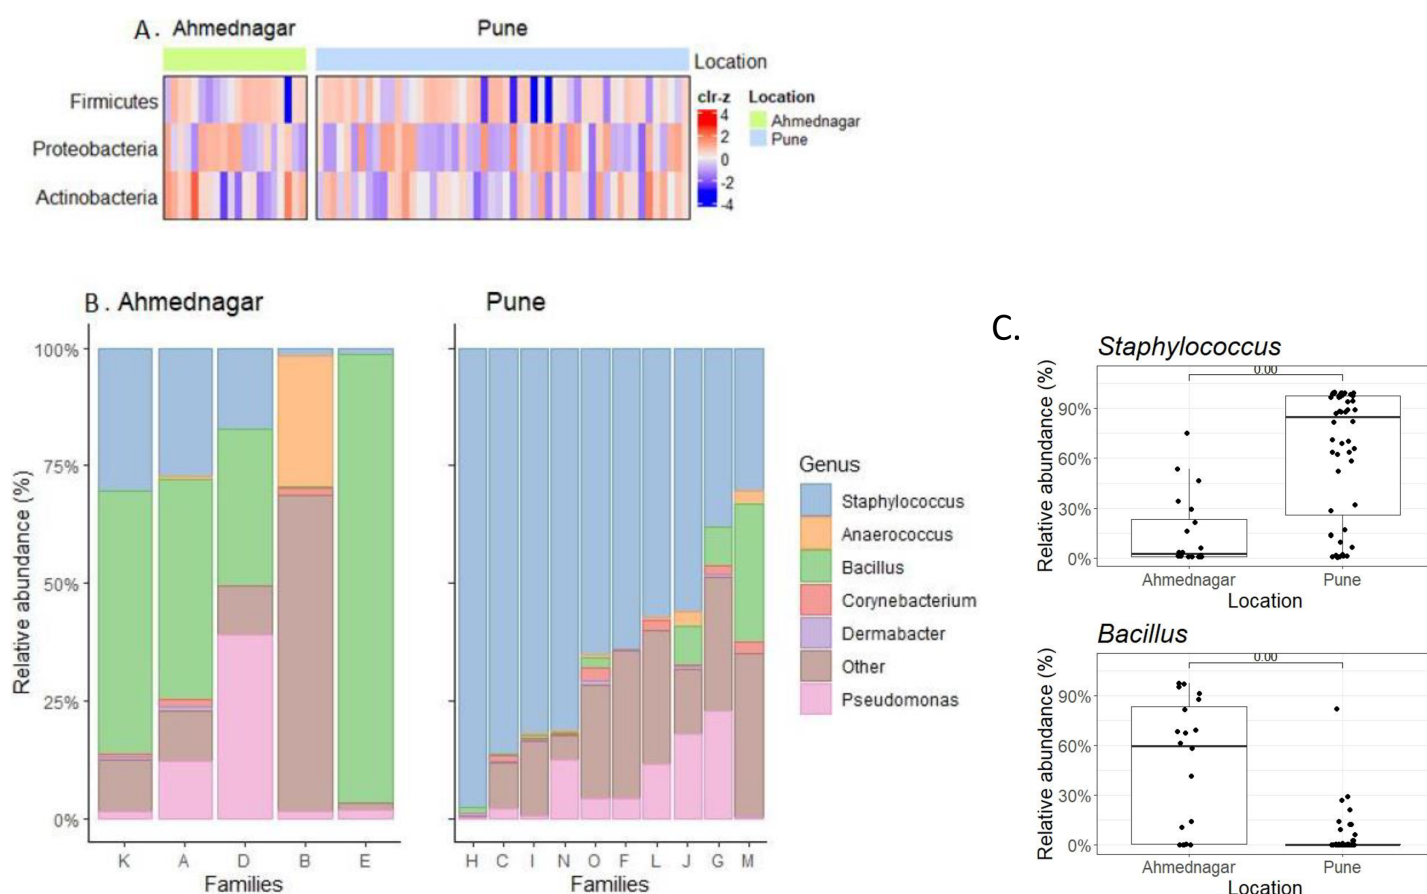 A. Ahmednagar Pune
Location
Firmicutes
Proteobacteria
Actinobacteria
clr-z
4
2
0
-2
-4
Location
Ahmednagar
Pune
B. Ahmednagar Pune
Relative abundance (%)
100%
75%
50%
25%
0%
K A D B E
Families
H C I N O F L J G M
Families
Genus
Staphylococcus
Anaerococcus
Bacillus
Corynebacterium
Dermabacter
Other
Pseudomonas
C.
Staphylococcus
0.00
Relative abundance (%)
90%
60%
30%
0%
Ahmednagar Pune
Location
Bacillus
0.00
Relative abundance (%)
90%
60%
30%
0%
Ahmednagar Pune
Location